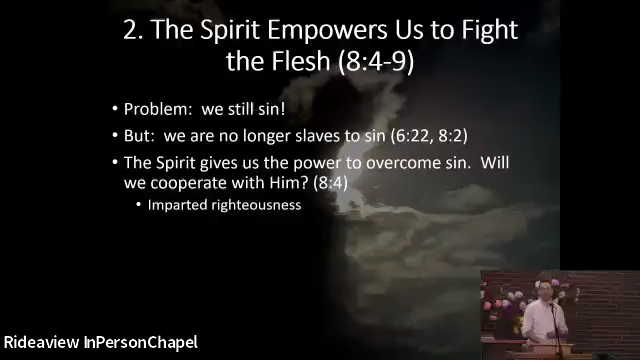 2. The Spirit Empowers Us to Fight
the Flesh (8:4-9)
• Problem:  we still sin!
• But:  we are no longer slaves to sin (6:22, 8:2)
• The Spirit gives us the power to overcome sin.  Will
we cooperate with Him? (8:4)
• Imparted righteousness
Rideaview InPersonChapel